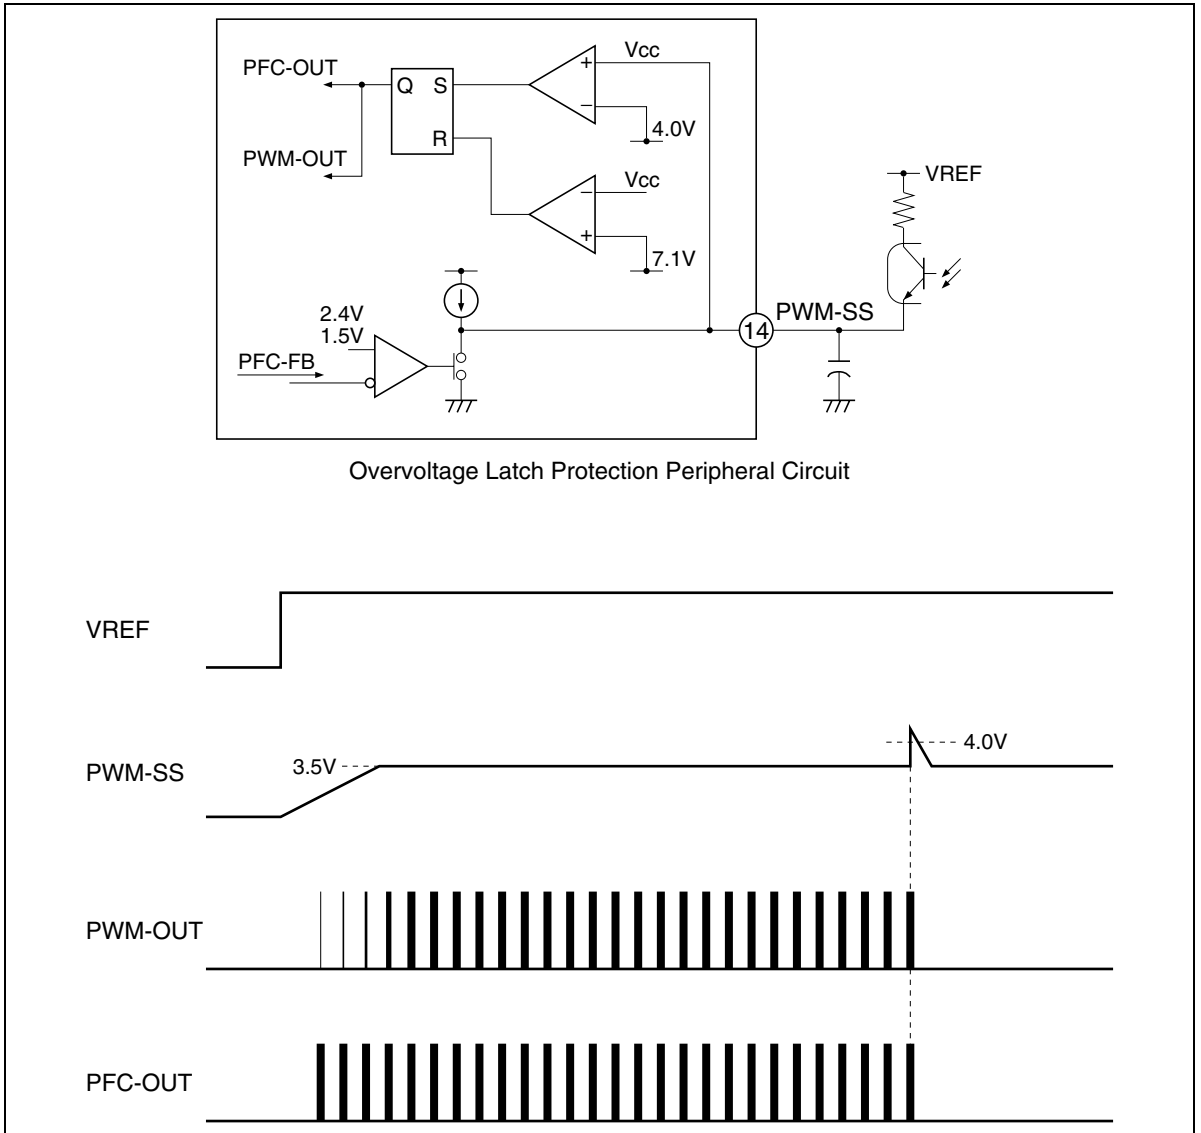 Vcc
PFC-OUT
Q S
+
−
4.0V
R
PWM-OUT
Vcc
−
VREF
+
7.1V
2.4V
1.5V
PFC-FB
14
PWM-SS
Overvoltage Latch Protection Peripheral Circuit
VREF
4.0V
3.5V
PWM-SS
PWM-OUT
PFC-OUT